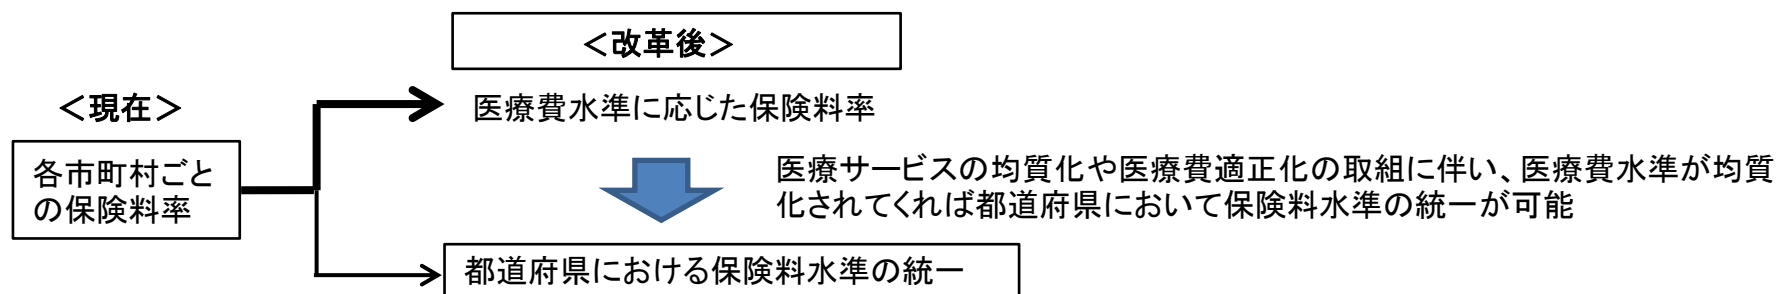 ＜改革後＞
＜現在＞
医療費水準に応じた保険料率
各市町村ごと
の保険料率
医療サービスの均質化や医療費適正化の取組に伴い、医療費水準が均質
化されてくれば都道府県において保険料水準の統一が可能
都道府県における保険料水準の統一